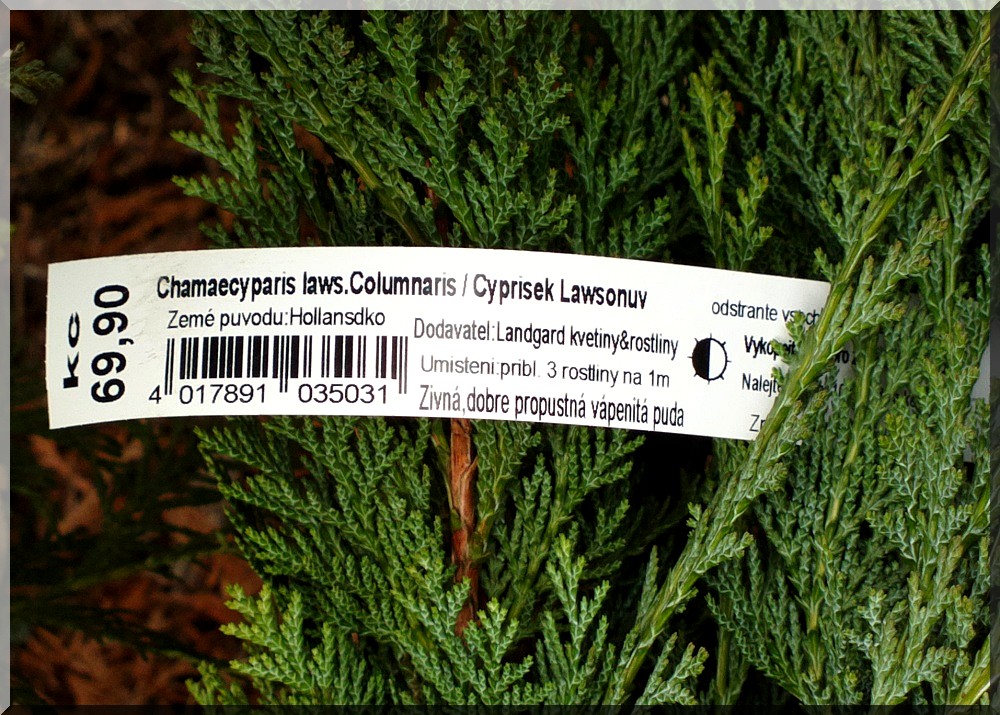 Kc
69,90
Chamaecyparis laws.Columnaris / Cyprisek Lawsonuv
Zemé puvodu:Hollansdko
4 017891 035031
Dodavatel:Landgard kvetiny&rostliny
Umisteni:pribl. 3 rostliny na 1m
Zivná,dobre propustná vápenitá puda
odstrante